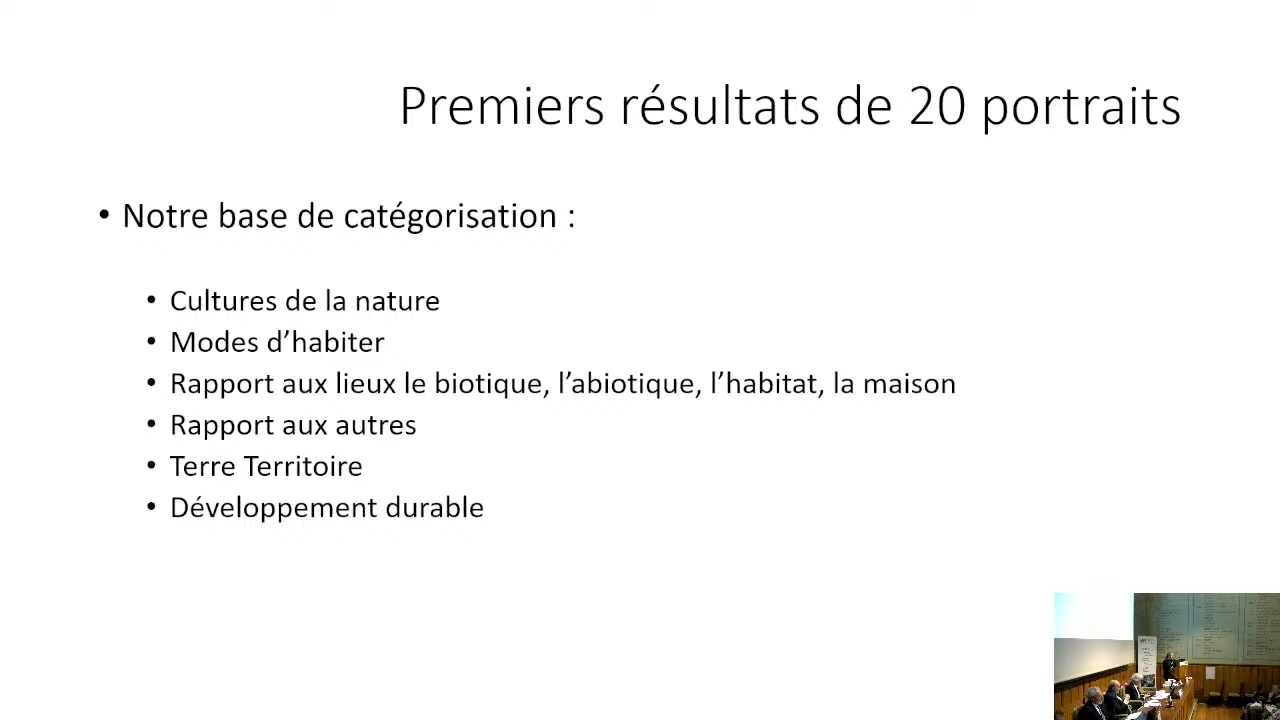 Premiers résultats de 20 portraits
• Notre base de catégorisation :
• Cultures de la nature
• Modes d’habiter
• Rapport aux lieux le biotique, l’abiotique, l’habitat, la maison
• Rapport aux autres
• Terre Territoire
• Développement durable